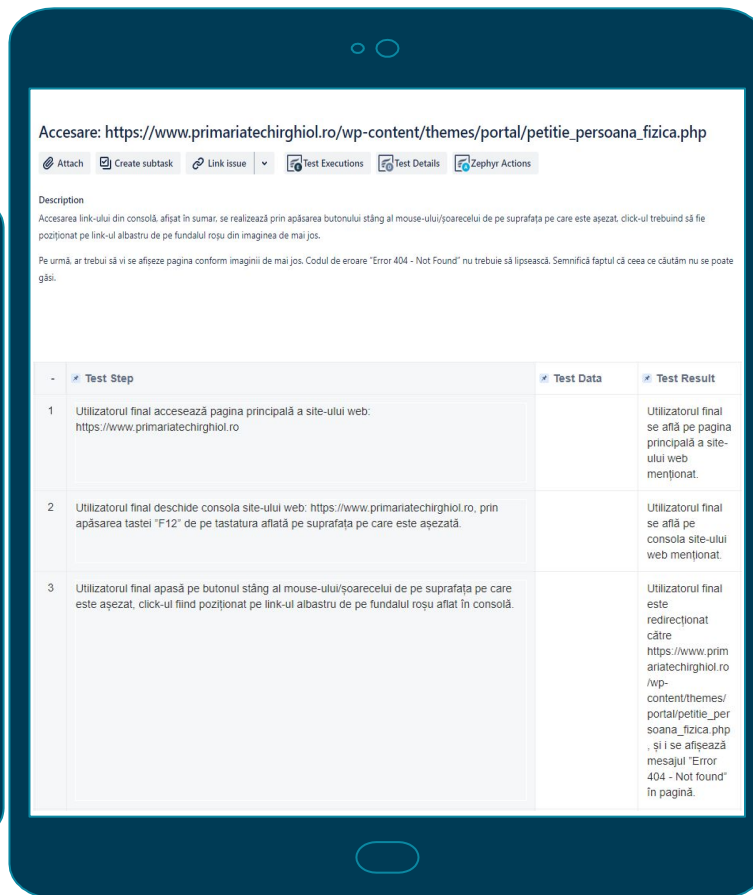 Accesare: https://www.primariatechirghiol.ro/wp-content/themes/portal/petitie_persoana_fizica.php
Attach Create subtask Link issue Test Executions Test Details Zephyr Actions
Description
Accesarea link-ului din consolă, afișat în sumar, se realizează prin apăsarea butonului stâng al mouse-ului/șoarecelui de pe suprafața pe care este așezat, click-ul trebuind să fie
poziționat pe link-ul albastru de pe fundalul roșu din imaginea de mai jos.
Pe urmă, ar trebui să vi se afișeze pagina conform imaginii de mai jos. Codul de eroare "Error 404 - Not Found" nu trebuie să lipsească. Semnifică faptul că ceea ce căutăm nu se poate
găsi.
- Test Step Test Data Test Result
1 Utilizatorul final accesează pagina principală a site-ului web:
https://www.primariatechirghiol.ro
Utilizatorul final
se află pe pagina
principală a site-
ului web
menționat.
2 Utilizatorul final deschide consola site-ului web: https://www.primariatechirghiol.ro, prin
apăsarea tastei "F12" de pe tastatura aflată pe suprafața pe care este așezată.
Utilizatorul final
se află pe
consola site-ului
web menționat.
3 Utilizatorul final apasă pe butonul stâng al mouse-ului/șoarecelui de pe suprafața pe care
este așezat, click-ul fiind poziționat pe link-ul albastru de pe fundalul roșu aflat în consolă.
Utilizatorul final
este
redirecționat
către
https://www.prim
ariatechirghiol.ro
/wp-
content/themes/
portal/petitie_per
soana_fizica.php
, și i se afișează
mesajul "Error
404 - Not found"
în pagină.